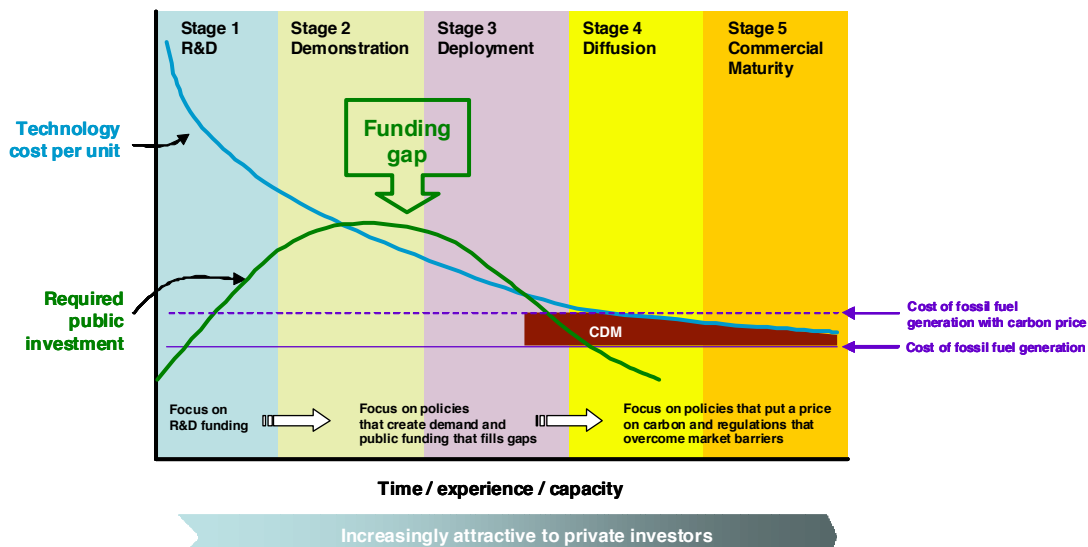 Stage 1
R&D
Stage 2
Demonstration
Stage 3
Deployment
Stage 4
Diffusion
Stage 5
Commercial
Maturity
Technology
cost per unit
Funding
gap
Required
public
investment
CDM
Cost of fossil fuel
generation with carbon price
Cost of fossil fuel generation
Focus on
R&D funding
Focus on policies
that create demand and
public funding that fills gaps
Focus on policies that put a price
on carbon and regulations that
overcome market barriers
Time / experience / capacity
Increasingly attractive to private investors